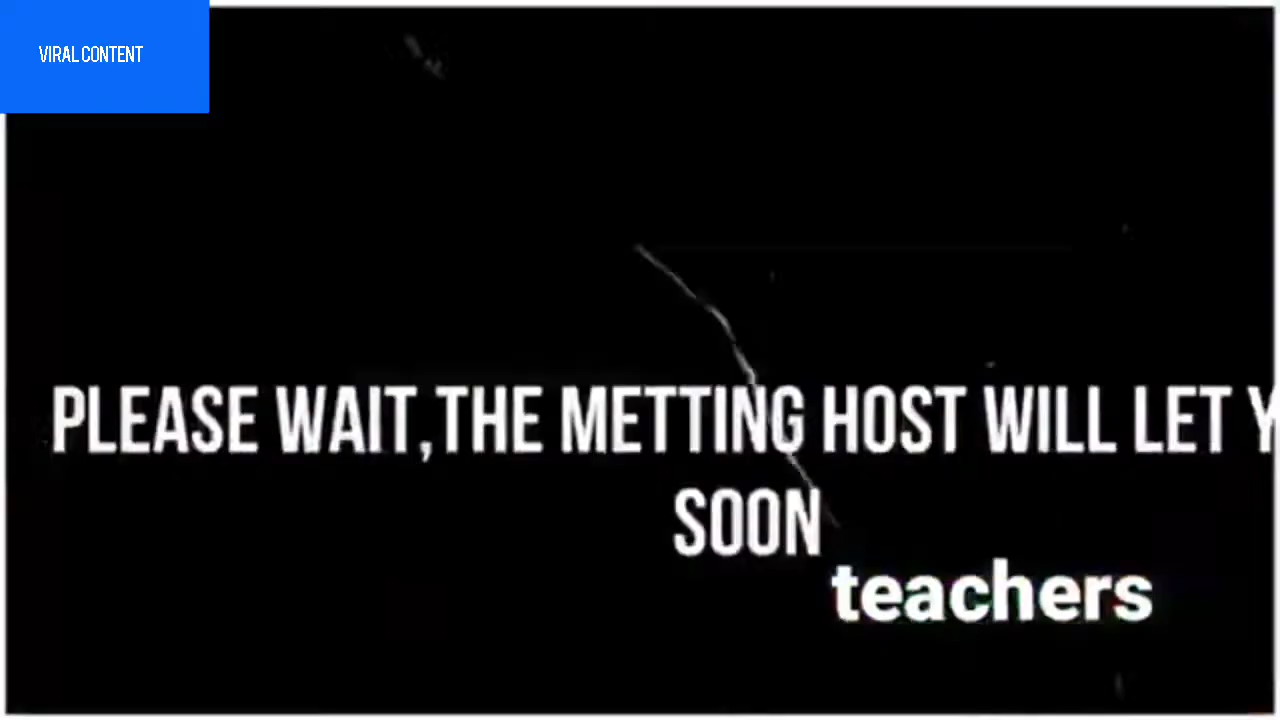 VIRAL CONTENT
PLEASE WAIT,THE METTING HOST WILL LET
SOON
teachers